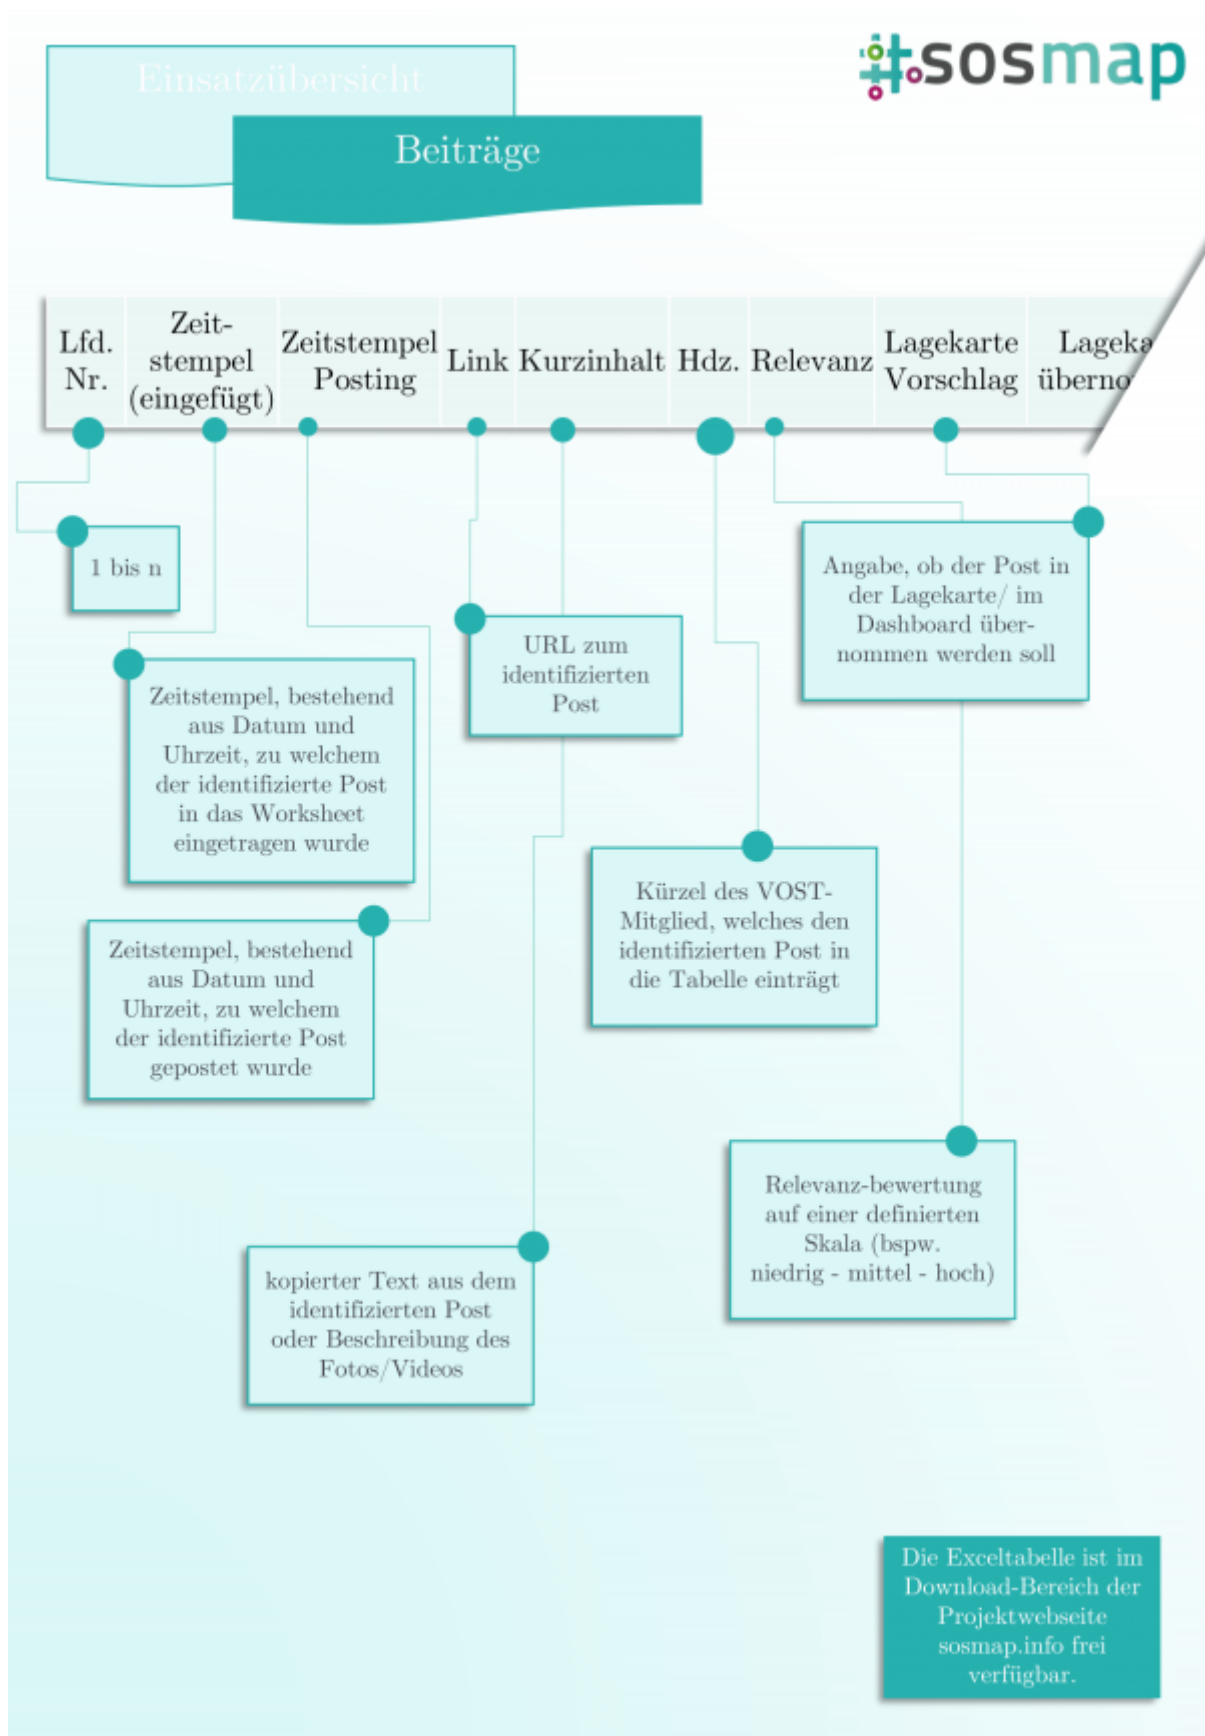 Einsatzübersicht
#sosmap
Beiträge
Lfd.
Nr.
Zeit-
stempel
(eingefügt)
Zeitstempel
Posting
Link
Kurzinhalt
Hdz.
Relevanz
Lagekarte
Vorschlag
Lageka
überno
1 bis n
Angabe, ob der Post in
der Lagekarte/ im
Dashboard über-
nommen werden soll
URL zum
identifizierten
Post
Zeitstempel, bestehend
aus Datum und
Uhrzeit, zu welchem
der identifizierte Post
in das Worksheet
eingetragen wurde
Kürzel des VOST-
Mitglied, welches den
identifizierten Post in
die Tabelle einträgt
Zeitstempel, bestehend
aus Datum und
Uhrzeit, zu welchem
der identifizierte Post
gepostet wurde
Relevanz-bewertung
auf einer definierten
Skala (bspw.
niedrig - mittel - hoch)
kopierter Text aus dem
identifizierten Post
oder Beschreibung des
Fotos/Videos
Die Exceltabelle ist im
Download-Bereich der
Projektwebseite
sosmap.info frei
verfügbar.